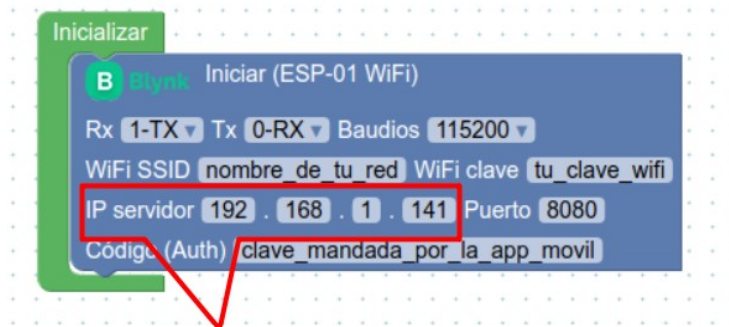 Inicializar
B Blynk Iniciar (ESP-01 WiFi)
Rx 1-TX Tx 0-RX Baudios 115200
WiFi SSID nombre_de_tu_red WiFi clave tu_clave_wifi
IP servidor 192 . 168 . 1 . 141 Puerto 8080
Código (Auth) clave_mandada_por_la_app_movil